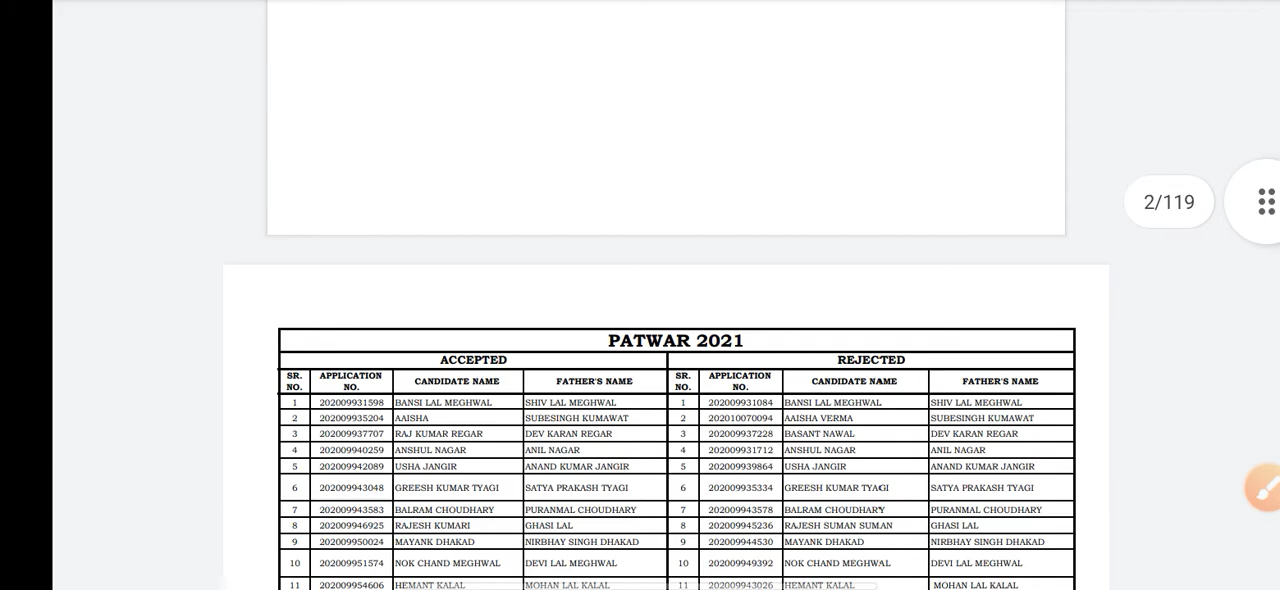 2/119
PATWAR 2021
ACCEPTED REJECTED
SR. NO. APPLICATION NO. CANDIDATE NAME FATHER'S NAME SR. NO. APPLICATION NO. CANDIDATE NAME FATHER'S NAME
1 202009931598 BANSI LAL MEGHWAL SHIV LAL MEGHWAL 1 202009931084 BANSI LAL MEGHWAL SHIV LAL MEGHWAL
2 202009935204 AAISHA SUBESINGH KUMAWAT 2 202010070094 AAISHA VERMA SUBESINGH KUMAWAT
3 202009937707 RAJ KUMAR REGAR DEV KARAN REGAR 3 202009937228 BASANT NAWAL DEV KARAN REGAR
4 202009940259 ANSHUL NAGAR ANIL NAGAR 4 202009931712 ANSHUL NAGAR ANIL NAGAR
5 202009942089 USHA JANGIR ANAND KUMAR JANGIR 5 202009939864 USHA JANGIR ANAND KUMAR JANGIR
6 202009943048 GREESH KUMAR TYAGI SATYA PRAKASH TYAGI 6 202009935334 GREESH KUMAR TYAGI SATYA PRAKASH TYAGI
7 202009943583 BALRAM CHOUDHARY PURANMAL CHOUDHARY 7 202009943578 BALRAM CHOUDHARY PURANMAL CHOUDHARY
8 202009946925 RAJESH KUMARI GHASI LAL 8 202009945236 RAJESH SUMAN SUMAN GHASI LAL
9 202009950024 MAYANK DHAKAD NIRBHAY SINGH DHAKAD 9 202009944530 MAYANK DHAKAD NIRBHAY SINGH DHAKAD
10 202009951574 NOK CHAND MEGHWAL DEVI LAL MEGHWAL 10 202009949392 NOK CHAND MEGHWAL DEVI LAL MEGHWAL
11 202009954606 HEMANT KALAL MOHAN LAL KALAL 11 202009943026 HEMANT KALAL MOHAN LAL KALAL